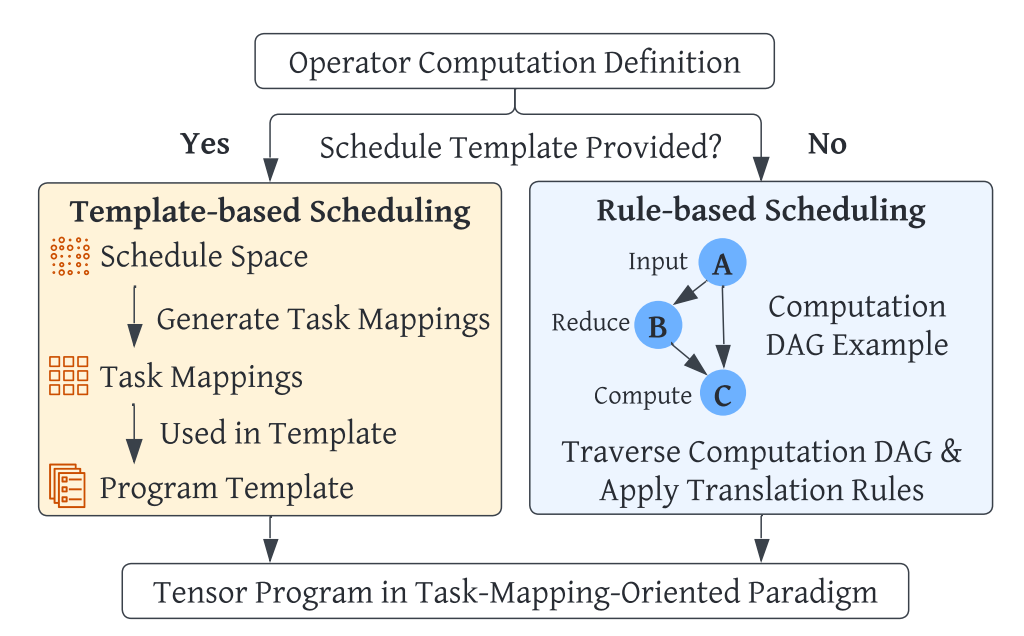 Operator Computation Definition
Yes
Schedule Template Provided?
No
Template-based Scheduling
Schedule Space
Generate Task Mappings
Task Mappings
Used in Template
Program Template
Rule-based Scheduling
Input A
Reduce B
Compute C
Computation
DAG Example
Traverse Computation DAG &
Apply Translation Rules
Tensor Program in Task-Mapping-Oriented Paradigm